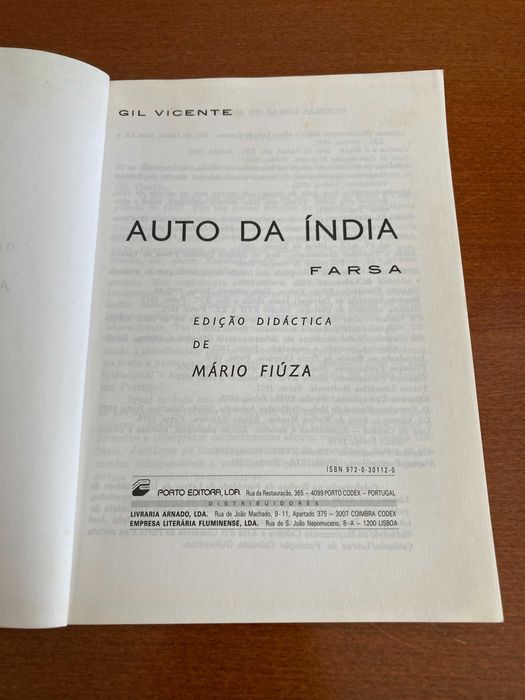 GIL VICENTE
AUTO DA ÍNDIA
FARSA
EDIÇÃO DIDÁCTICA
DE
MÁRIO FIÚZA
ISBN 972-0-30112-0
PORTO EDITORA, LDA. Rua da Restauração, 365 – 4099 PORTO CODEX – PORTUGAL
DISTRIBUIDORES
LIVRARIA ARNADO, LDA. Rua de João Machado, 9-11, Apartado 375 – 3007 COIMBRA CODEX
EMPRESA LITERÁRIA FLUMINENSE, LDA. Rua de S. João Nepomuceno, 8-A – 1200 LISBOA